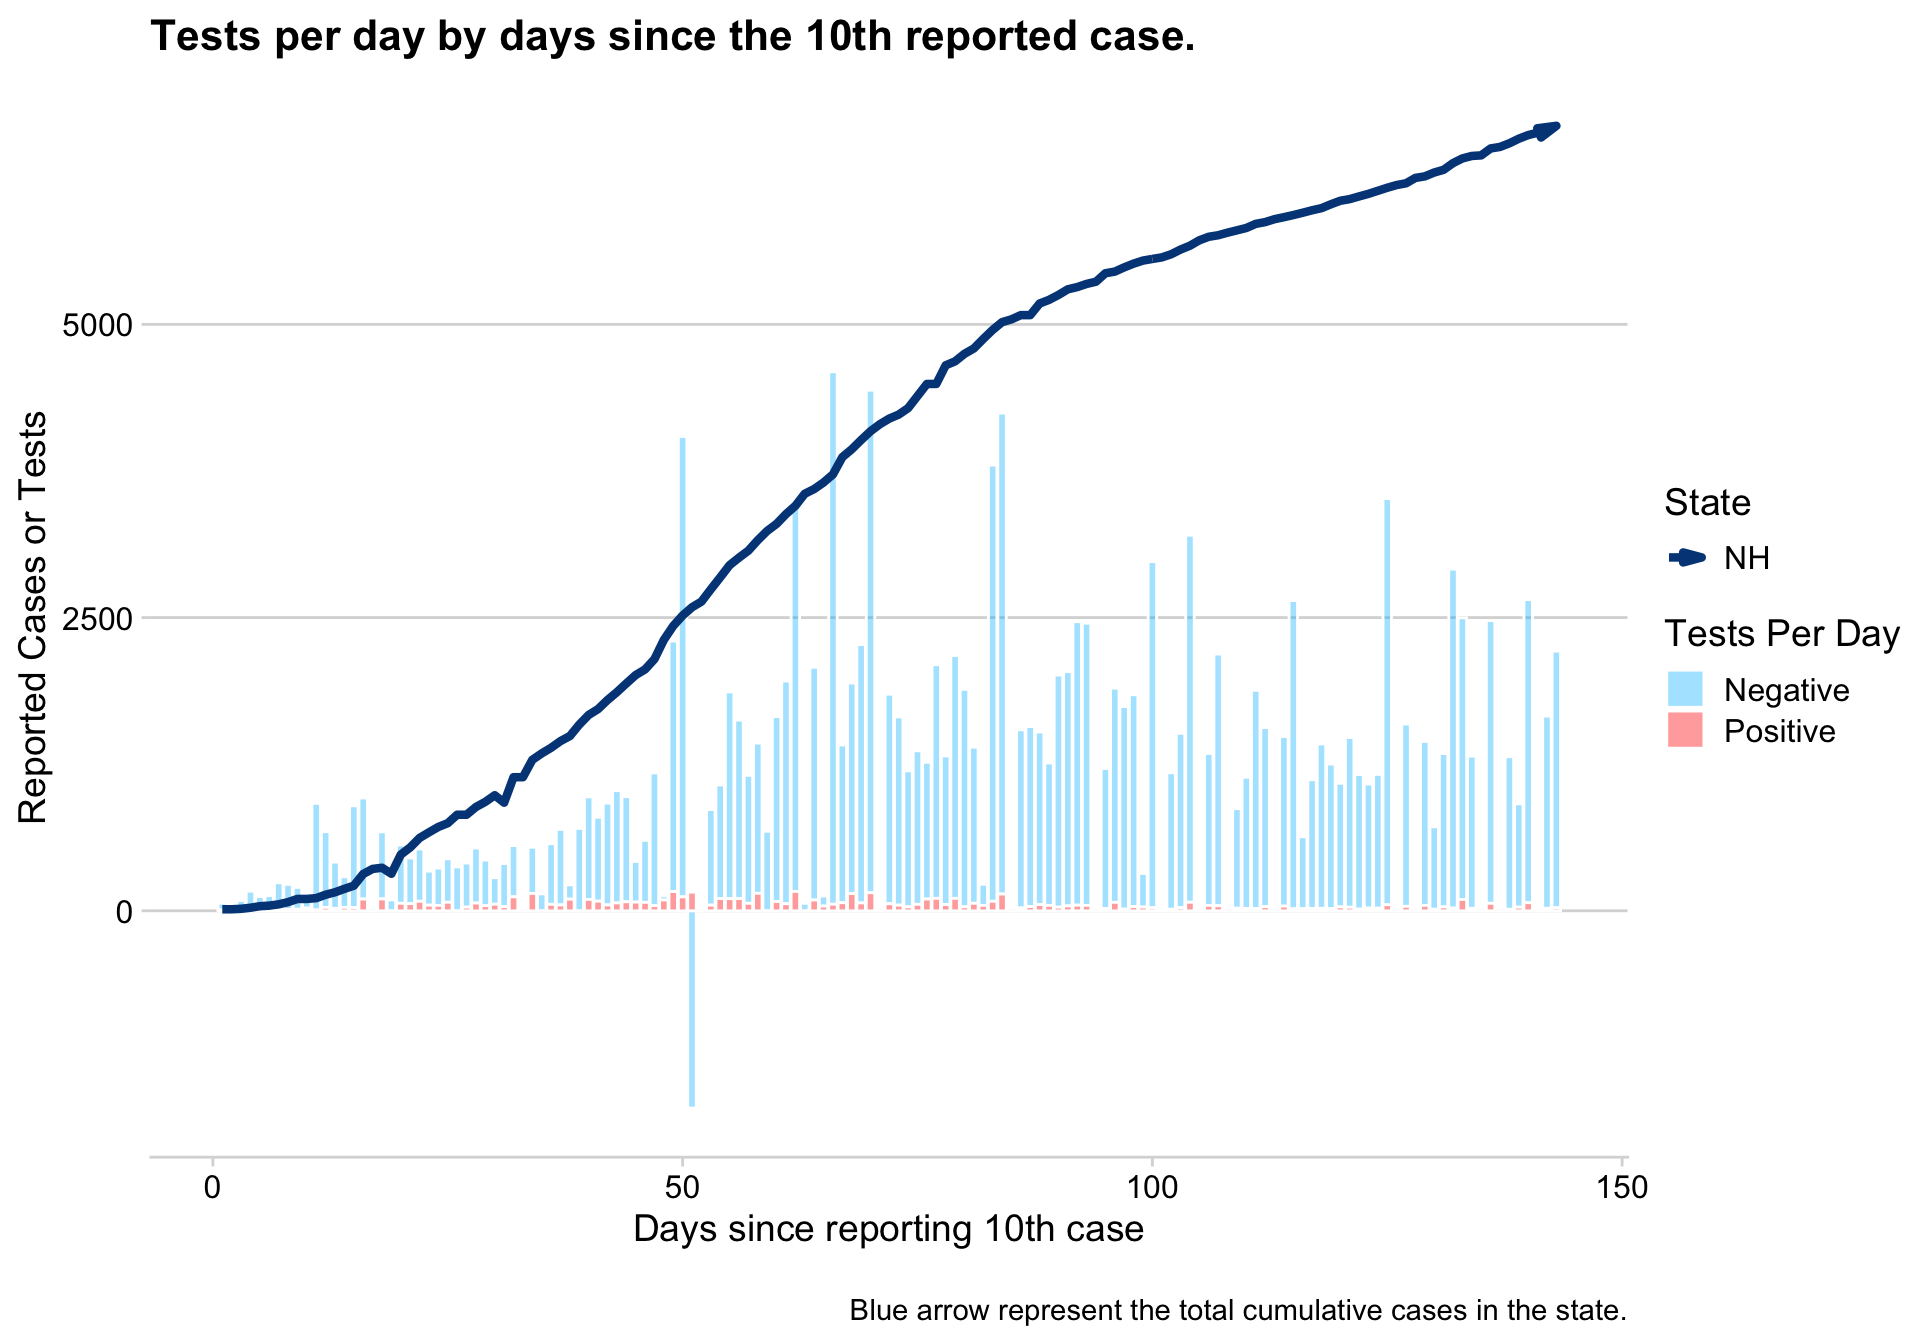 Tests per day by days since the 10th reported case.
Reported Cases or Tests
5000
2500
0
0
50
100
150
Days since reporting 10th case
State
NH
Tests Per Day
Negative
Positive
Blue arrow represent the total cumulative cases in the state.